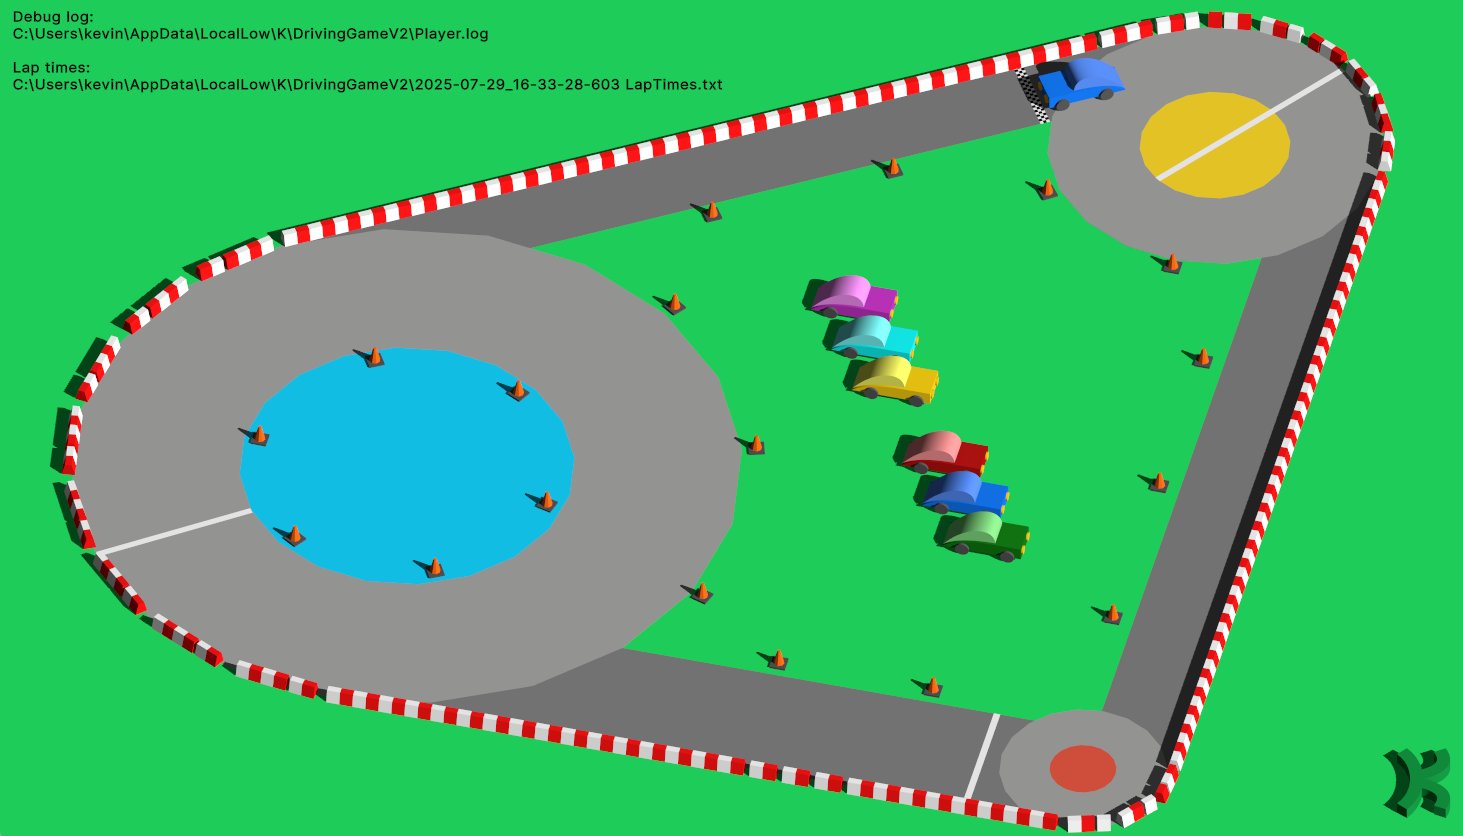 Debug log:
C:\Users\kevin\AppData\LocalLow\K\DrivingGameV2\Player.log
Lap times:
C:\Users\kevin\AppData\LocalLow\K\DrivingGameV2\2025-07-29_16-33-28-603 LapTimes.txt
K